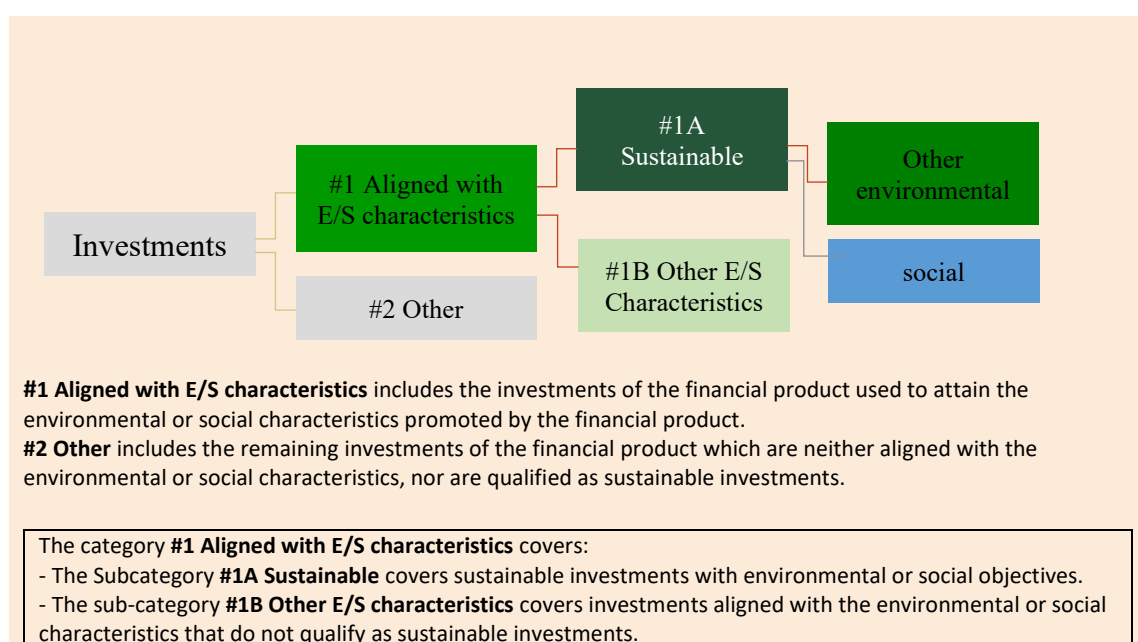 #1A
Sustainable
Other
environmental
#1 Aligned with
E/S characteristics
Investments
#1B Other E/S
Characteristics
social
#2 Other
#1 Aligned with E/S characteristics includes the investments of the financial product used to attain the
environmental or social characteristics promoted by the financial product.
#2 Other includes the remaining investments of the financial product which are neither aligned with the
environmental or social characteristics, nor are qualified as sustainable investments.
The category #1 Aligned with E/S characteristics covers:
- The Subcategory #1A Sustainable covers sustainable investments with environmental or social objectives.
- The sub-category #1B Other E/S characteristics covers investments aligned with the environmental or social
characteristics that do not qualify as sustainable investments.